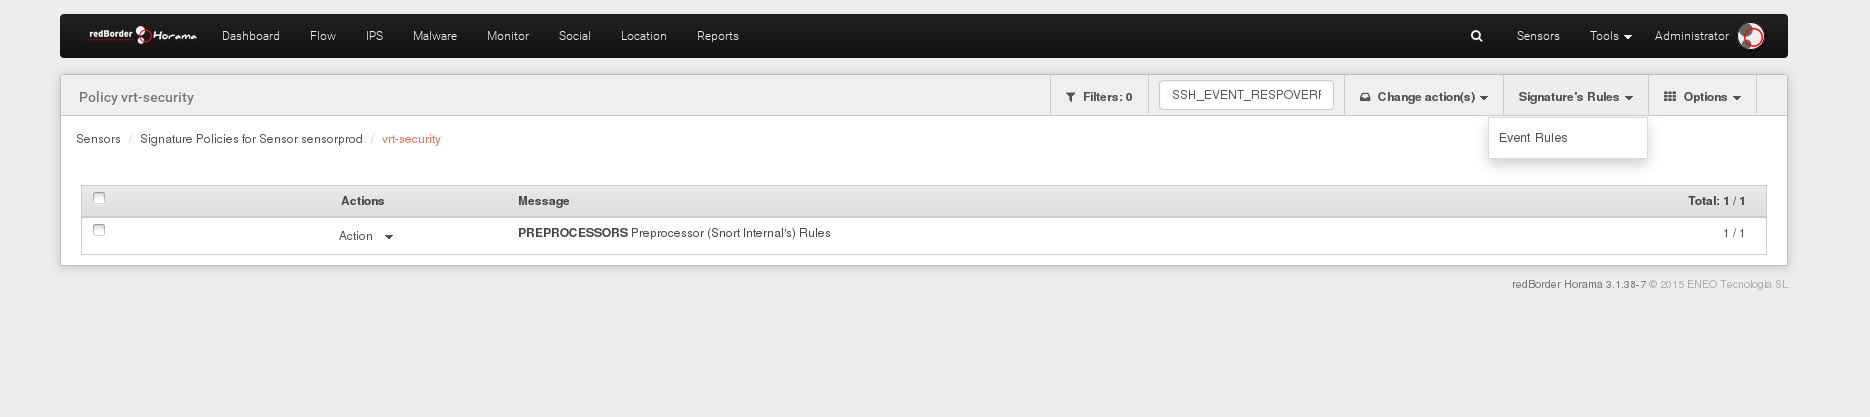 redBorder Horama Dashboard Flow IPS Malware Monitor Social Location Reports Sensors Tools Administrator
Policy vrt-security Filters: 0 SSH_EVENT_RESPOVERF Change action(s) Signature's Rules Options
Event Rules
Sensors / Signature Policies for Sensor sensorprod / vrt-security
Actions Message Total: 1 / 1
Action PREPROCESSORS Preprocessor (Snort Internal's) Rules 1 / 1
redBorder Horama 3.1.38-7 © 2015 ENEO Tecnologia SL